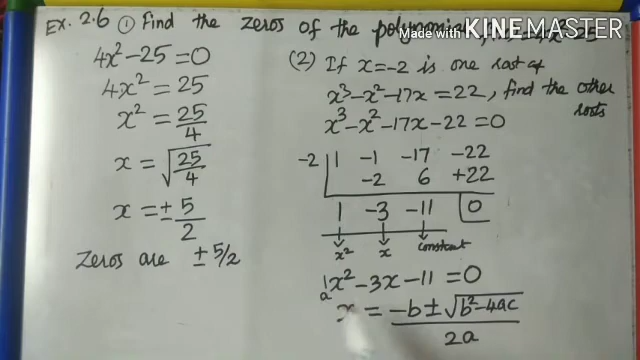 Ex. 2.6 ① Find the zeros of the polynomial
Made with KINEMASTER
4x² - 25 = 0
4x² = 25
x² = 25/4
x = √(25/4)
x = ± 5/2
Zeros are ± 5/2
(2) If x = -2 is one root of
x³ - x² - 17x = 22, find the other
roots
x³ - x² - 17x - 22 = 0
-2 | 1 -1 -17 -22
-2 6 +22
1 -3 -11 | 0
x² x constant
1x² - 3x - 11 = 0
a
x = (-b ± √(b² - 4ac))/2a